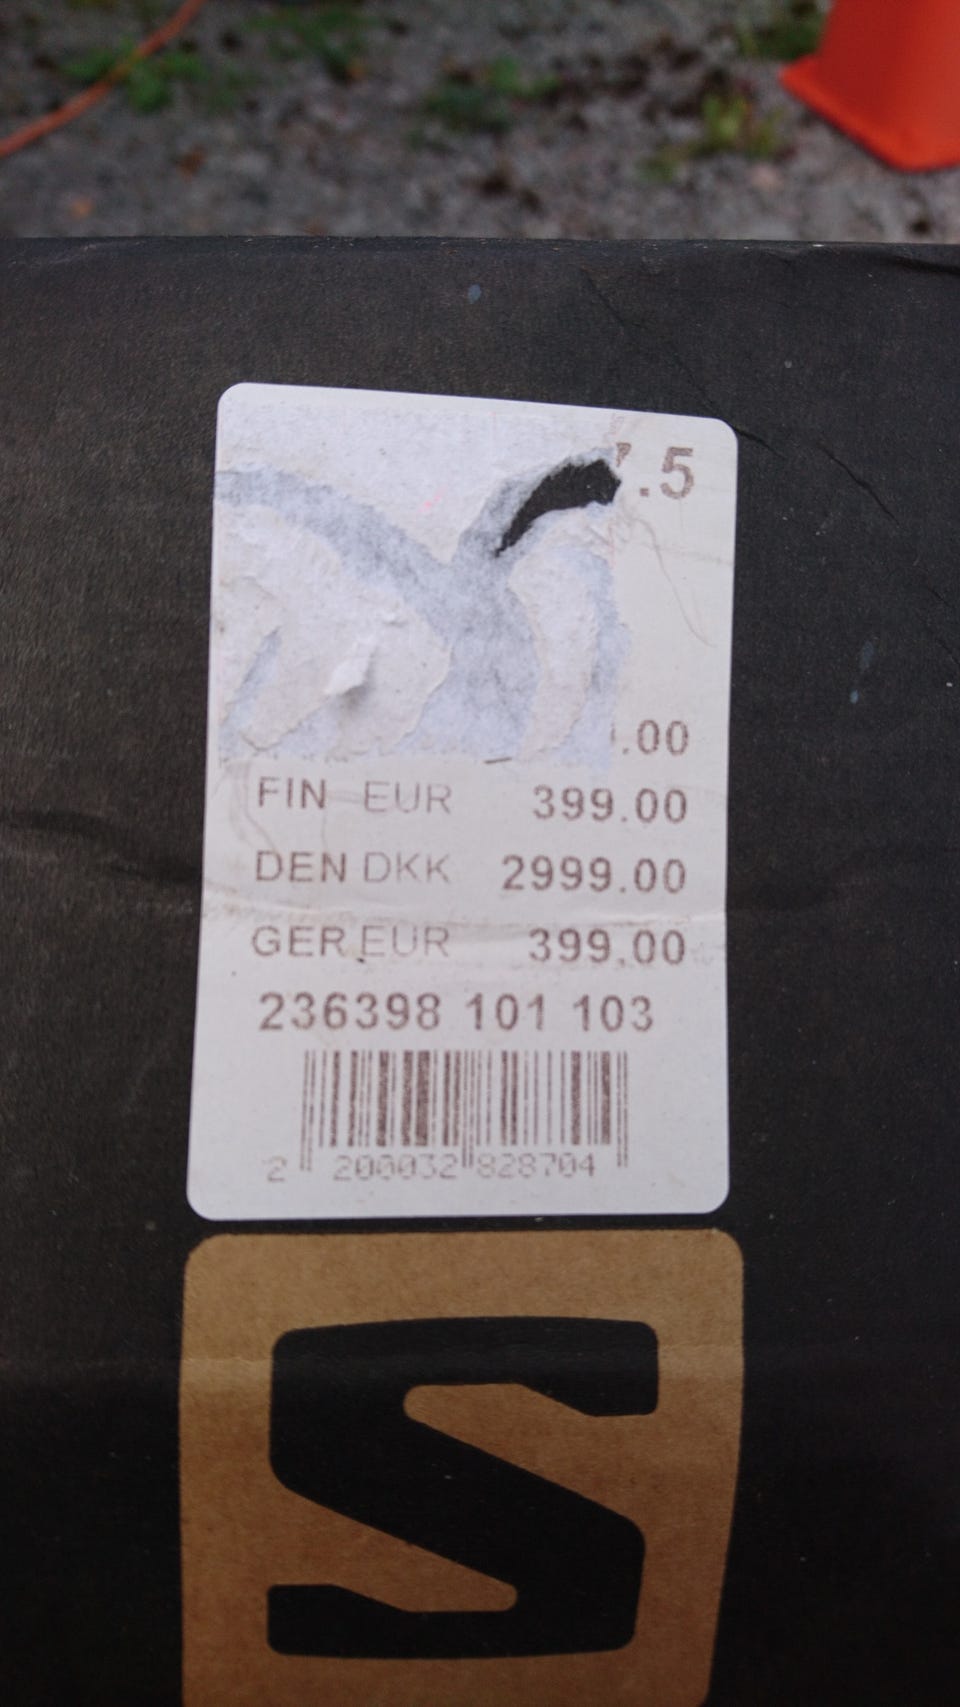 .5
.00
FIN EUR 399.00
DEN DKK 2999.00
GER EUR 399.00
236398 101 103
2 200032 828704